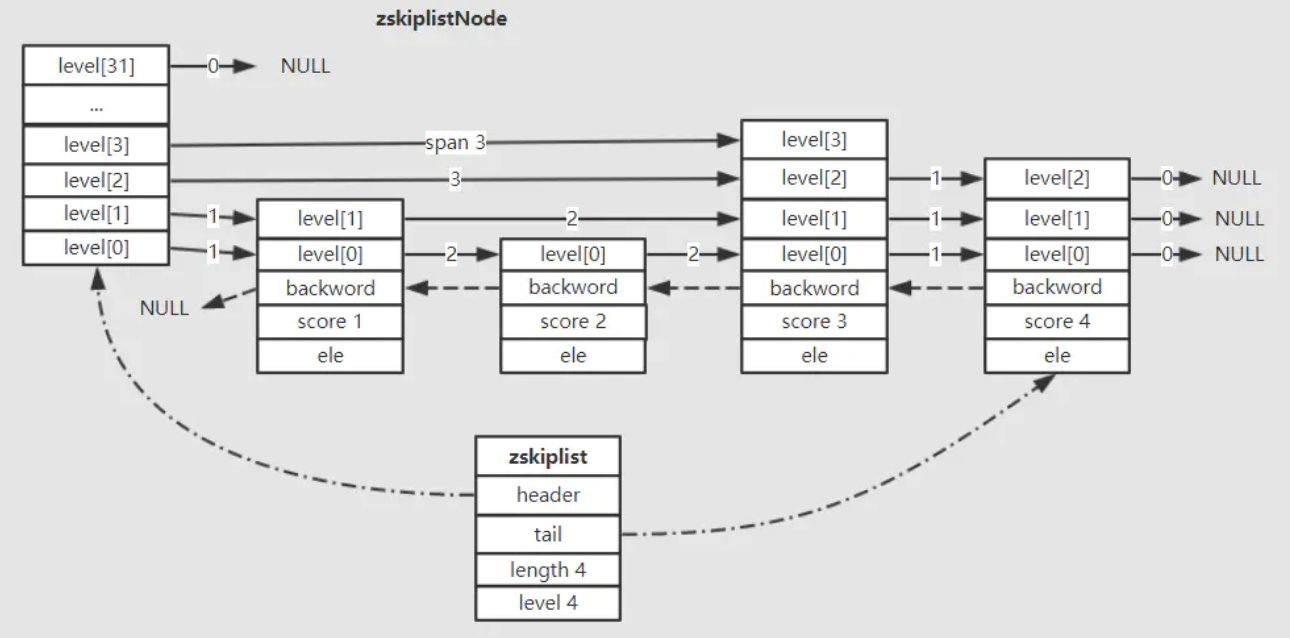 zskiplistNode
level[31]
0
NULL
...
level[3]
span 3
level[3]
level[2]
3
level[2]
1
level[2]
0
NULL
level[1]
1
level[1]
2
level[1]
1
level[1]
0
NULL
level[0]
1
level[0]
2
level[0]
2
level[0]
1
level[0]
0
NULL
NULL
backword
backword
backword
backword
score 1
score 2
score 3
score 4
ele
ele
ele
ele
zskiplist
header
tail
length 4
level 4